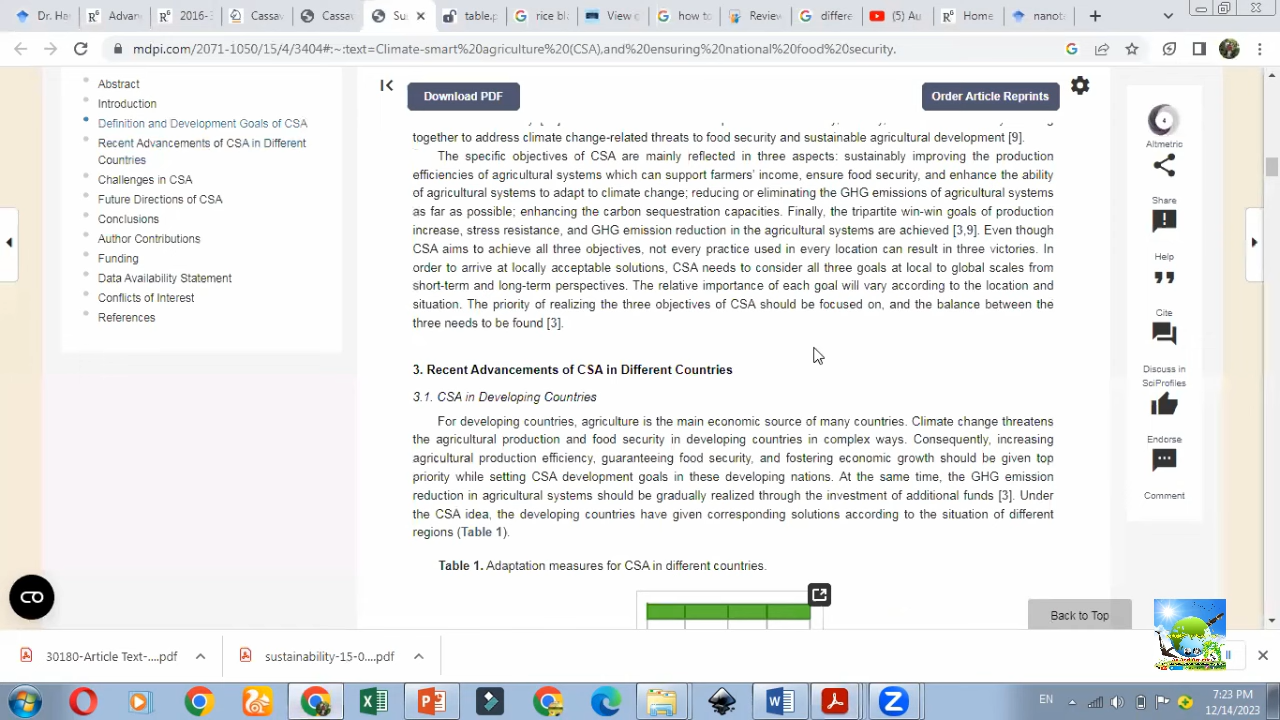 Dr. Ha
Advan
2016-
Cassav
Cassav
Su
table.p
rice bl
View o
how to
Review
differe
(5) Au
Home
nanote
mdpi.com/2071-1050/15/4/3404#:~:text=Climate-smart%20agriculture%20(CSA),and%20ensuring%20national%20food%20security.
Abstract
Introduction
Definition and Development Goals of CSA
Recent Advancements of CSA in Different
Countries
Challenges in CSA
Future Directions of CSA
Conclusions
Author Contributions
Funding
Data Availability Statement
Conflicts of Interest
References
Download PDF
Order Article Reprints
together to address climate change-related threats to food security and sustainable agricultural development [9].
The specific objectives of CSA are mainly reflected in three aspects: sustainably improving the production
efficiencies of agricultural systems which can support farmers' income, ensure food security, and enhance the ability
of agricultural systems to adapt to climate change; reducing or eliminating the GHG emissions of agricultural systems
as far as possible; enhancing the carbon sequestration capacities. Finally, the tripartite win-win goals of production
increase, stress resistance, and GHG emission reduction in the agricultural systems are achieved [3,9]. Even though
CSA aims to achieve all three objectives, not every practice used in every location can result in three victories. In
order to arrive at locally acceptable solutions, CSA needs to consider all three goals at local to global scales from
short-term and long-term perspectives. The relative importance of each goal will vary according to the location and
situation. The priority of realizing the three objectives of CSA should be focused on, and the balance between the
three needs to be found [3].
3. Recent Advancements of CSA in Different Countries
3.1. CSA in Developing Countries
For developing countries, agriculture is the main economic source of many countries. Climate change threatens
the agricultural production and food security in developing countries in complex ways. Consequently, increasing
agricultural production efficiency, guaranteeing food security, and fostering economic growth should be given top
priority while setting CSA development goals in these developing nations. At the same time, the GHG emission
reduction in agricultural systems should be gradually realized through the investment of additional funds [3]. Under
the CSA idea, the developing countries have given corresponding solutions according to the situation of different
regions (Table 1).
Table 1. Adaptation measures for CSA in different countries.
4
Altmetric
Share
Help
Cite
Discuss in
SciProfiles
Endorse
Comment
Back to Top
30180-Article Text-....pdf
sustainability-15-0....pdf
EN
7:23 PM
12/14/2023